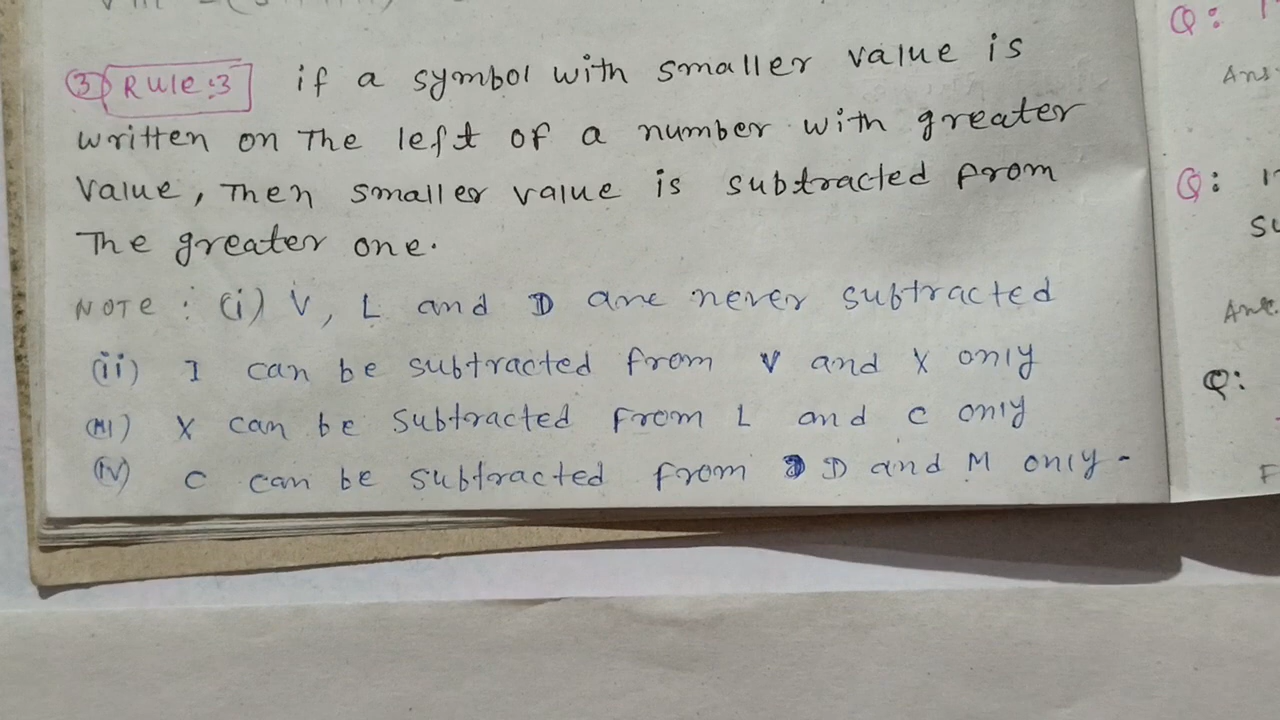 ③ Rule:3 if a symbol with smaller value is
written on The left of a number with greater
Value, Then smaller value is subtracted from
The greater one.
NOTE : (i) V, L and D are never subtracted
(ii) I can be subtracted from V and X only
(iii) X can be subtracted from L and C only
(iv) C can be subtracted from D and M only-
Q:
Ans
Q:
Ans
Q:
F